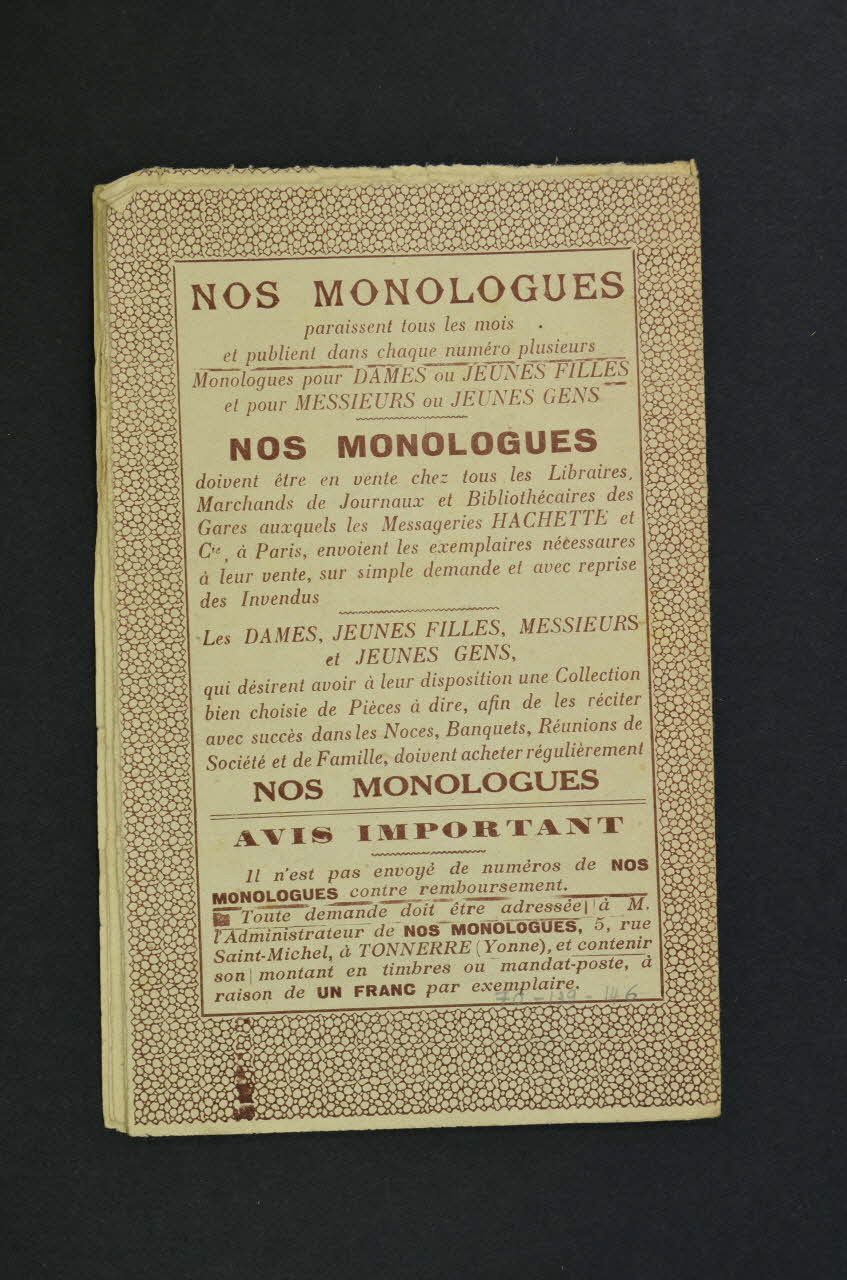 NOS MONOLOGUES
paraissent tous les mois .
et publient dans chaque numéro plusieurs
Monologues pour DAMES ou JEUNES FILLES
et pour MESSIEURS ou JEUNES GENS
NOS MONOLOGUES
doivent être en vente chez tous les Libraires,
Marchands de Journaux et Bibliothécaires des
Gares auxquels les Messageries HACHETTE et
Cie, à Paris, envoient les exemplaires nécessaires
à leur vente, sur simple demande et avec reprise
des Invendus
Les DAMES, JEUNES FILLES, MESSIEURS
et JEUNES GENS,
qui désirent avoir à leur disposition une Collection
bien choisie de Pièces à dire, afin de les réciter
avec succès dans les Noces, Banquets, Réunions de
Société et de Famille, doivent acheter régulièrement
NOS MONOLOGUES
AVIS IMPORTANT
Il n'est pas envoyé de numéros de NOS
MONOLOGUES contre remboursement.
Toute demande doit être adressée à M.
l'Administrateur de NOS MONOLOGUES, 5, rue
Saint-Michel, à TONNERRE (Yonne), et contenir
son montant en timbres ou mandat-poste, à
raison de UN FRANC par exemplaire.